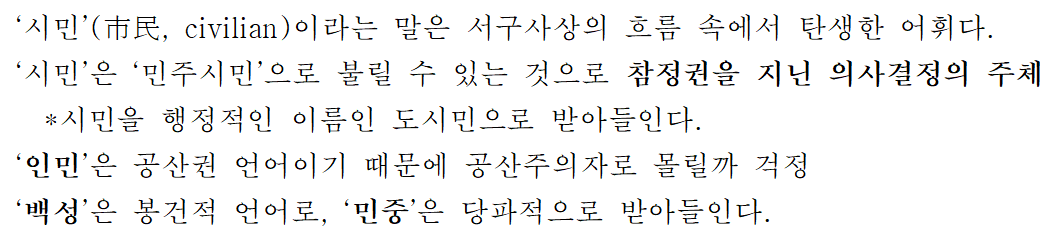 ‘시민’(市民, civilian)이라는 말은 서구사상의 흐름 속에서 탄생한 어휘다.
‘시민’은 ‘민주시민’으로 불릴 수 있는 것으로 참정권을 지닌 의사결정의 주체
*시민을 행정적인 이름인 도시민으로 받아들인다.
‘인민’은 공산권 언어이기 때문에 공산주의자로 몰릴까 걱정
‘백성’은 봉건적 언어로, ‘민중’은 당파적으로 받아들인다.